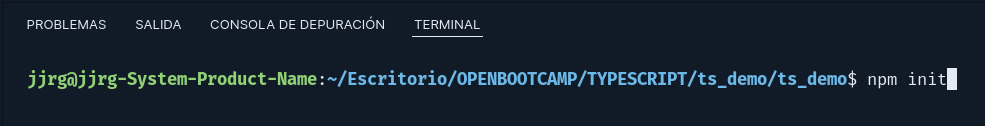 PROBLEMAS SALIDA CONSOLA DE DEPURACIÓN TERMINAL
jjrg@jjrg-System-Product-Name:~/Escritorio/OPENBOOTCAMP/TYPESCRIPT/ts_demo/ts_demo$ npm init